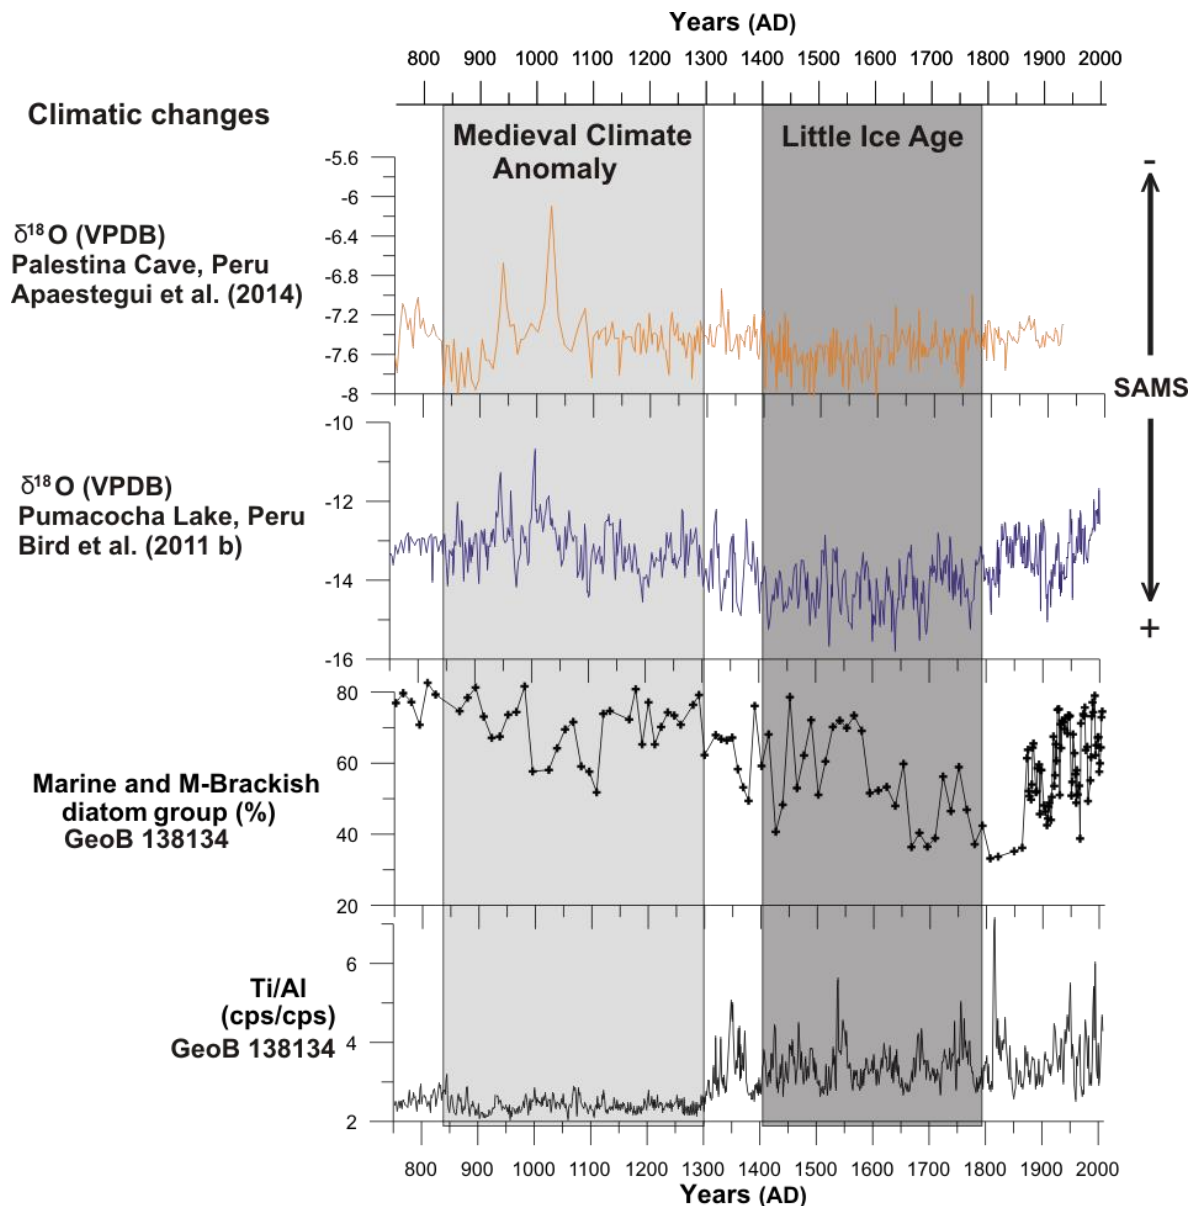 Years (AD)
800 900 1000 1100 1200 1300 1400 1500 1600 1700 1800 1900 2000
Climatic changes
Medieval Climate
Anomaly
Little Ice Age
-5.6
-6
-6.4
-6.8
-7.2
-7.6
-8
δ¹⁸O (VPDB)
Palestina Cave, Peru
Apaestegui et al. (2014)
-
SAMS
+
-10
-12
-14
-16
δ¹⁸O (VPDB)
Pumacocha Lake, Peru
Bird et al. (2011 b)
80
60
40
20
Marine and M-Brackish
diatom group (%)
GeoB 138134
6
4
2
Ti/Al
(cps/cps)
GeoB 138134
800 900 1000 1100 1200 1300 1400 1500 1600 1700 1800 1900 2000
Years (AD)